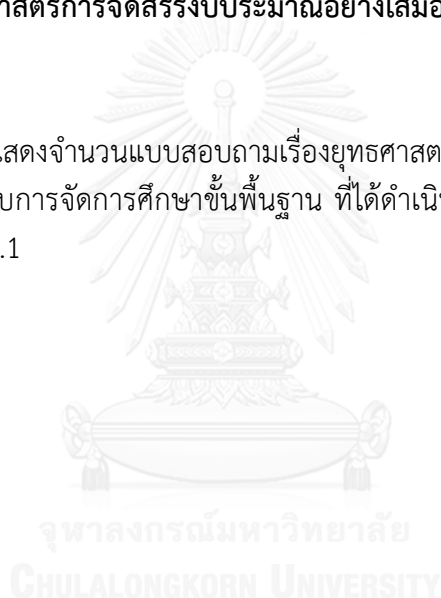 าสตรการจัดสรรงบประมาณอย่างเสมอ
แสดงจำนวนแบบสอบถามเรื่องยุทธศาสต
บการจัดการศึกษาขั้นพื้นฐาน ที่ได้ดำเนิ
.1
จุฬาลงกรณ์มหาวิทยาลัย
CHULALONGKORN UNIVERSITY